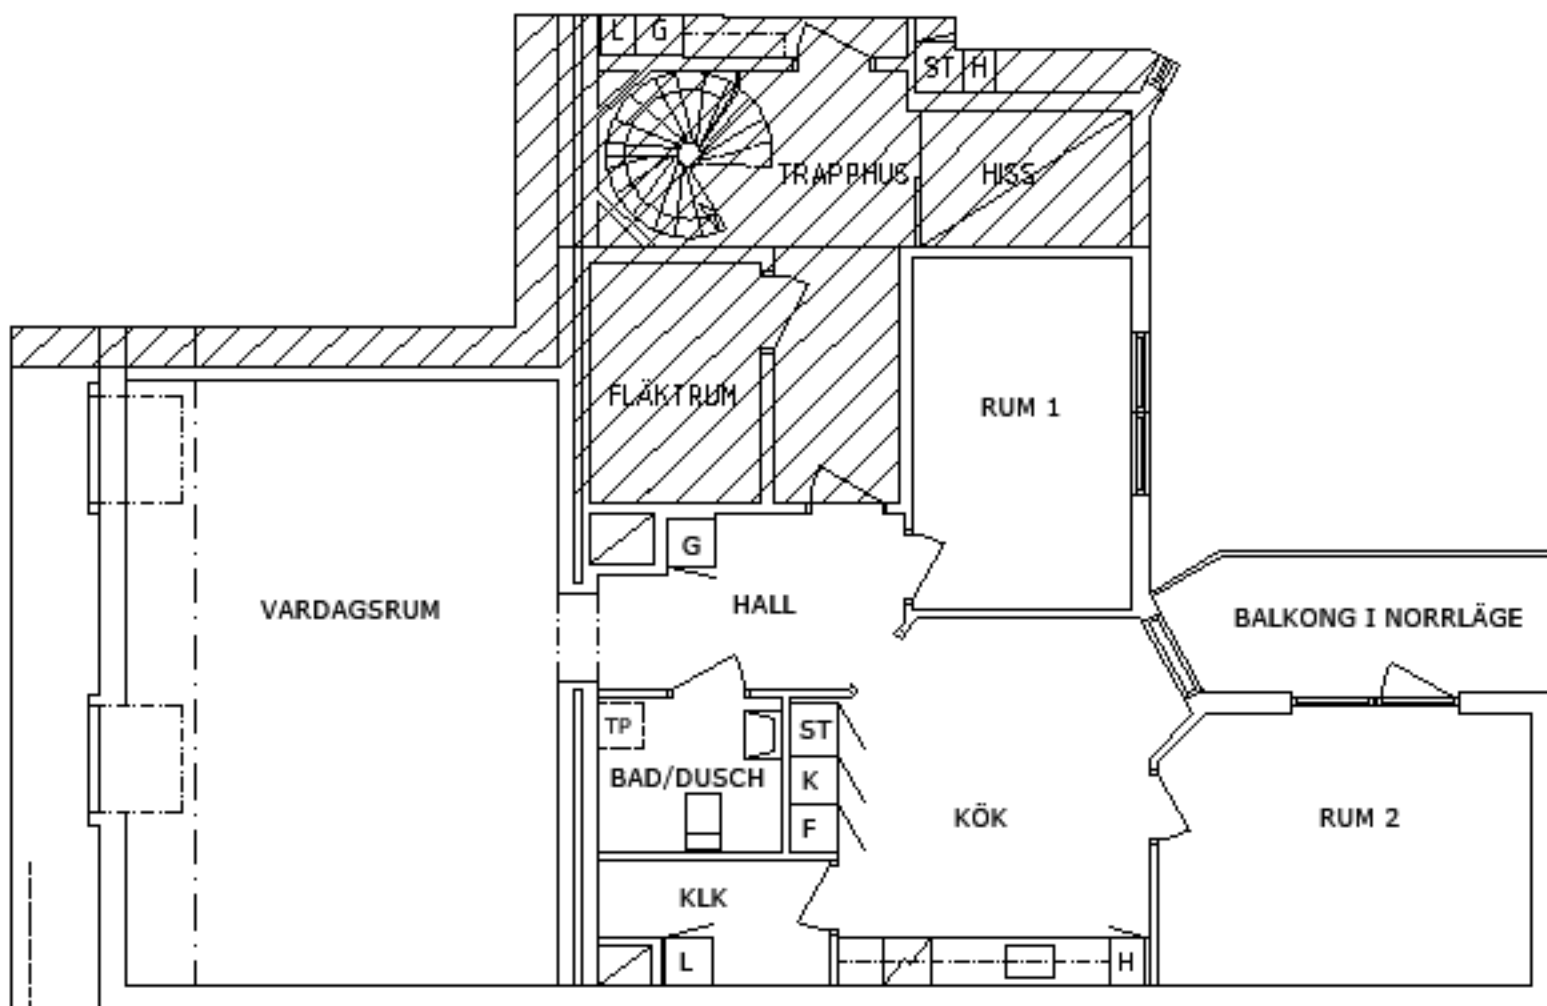 L G
ST H
TRAPPHUS HISS
FLÄKTRUM
RUM 1
G
HALL
VARDAGSRUM
BALKONG I NORRLÄGE
TP
ST
BAD/DUSCH
K
F
KÖK
RUM 2
KLK
L
H